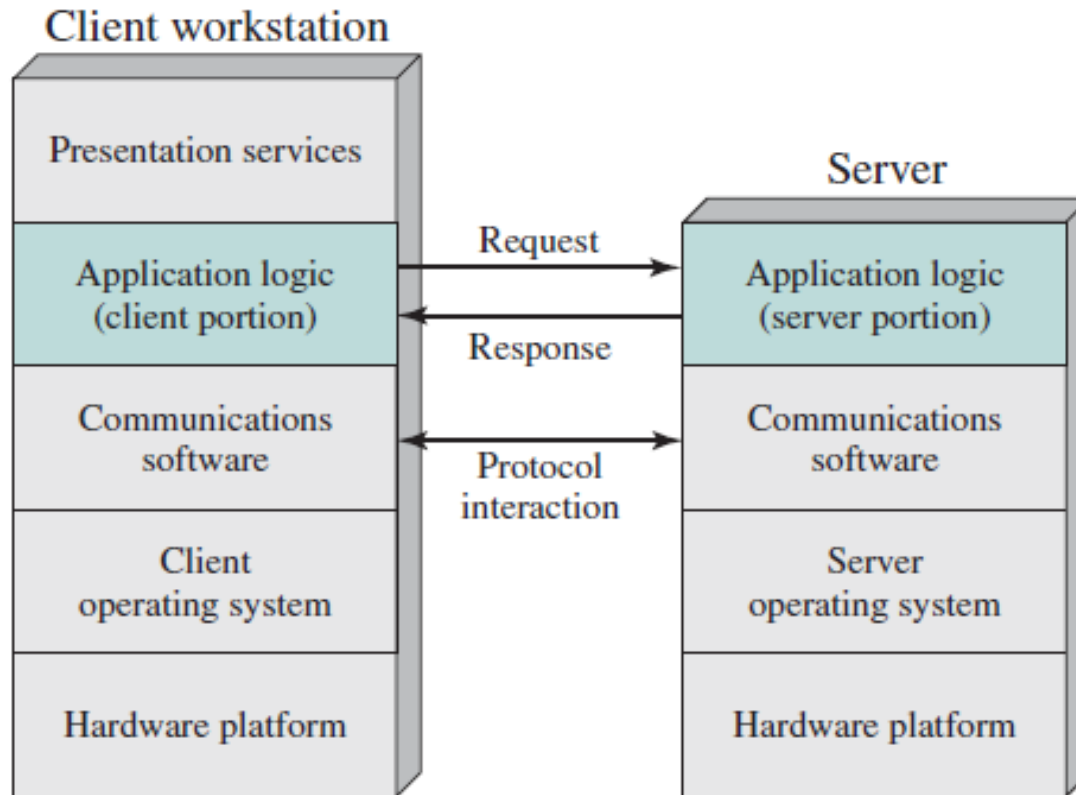 Client workstation
Presentation services
Application logic
(client portion)
Communications
software
Client
operating system
Hardware platform
Request
Response
Protocol
interaction
Server
Application logic
(server portion)
Communications
software
Server
operating system
Hardware platform